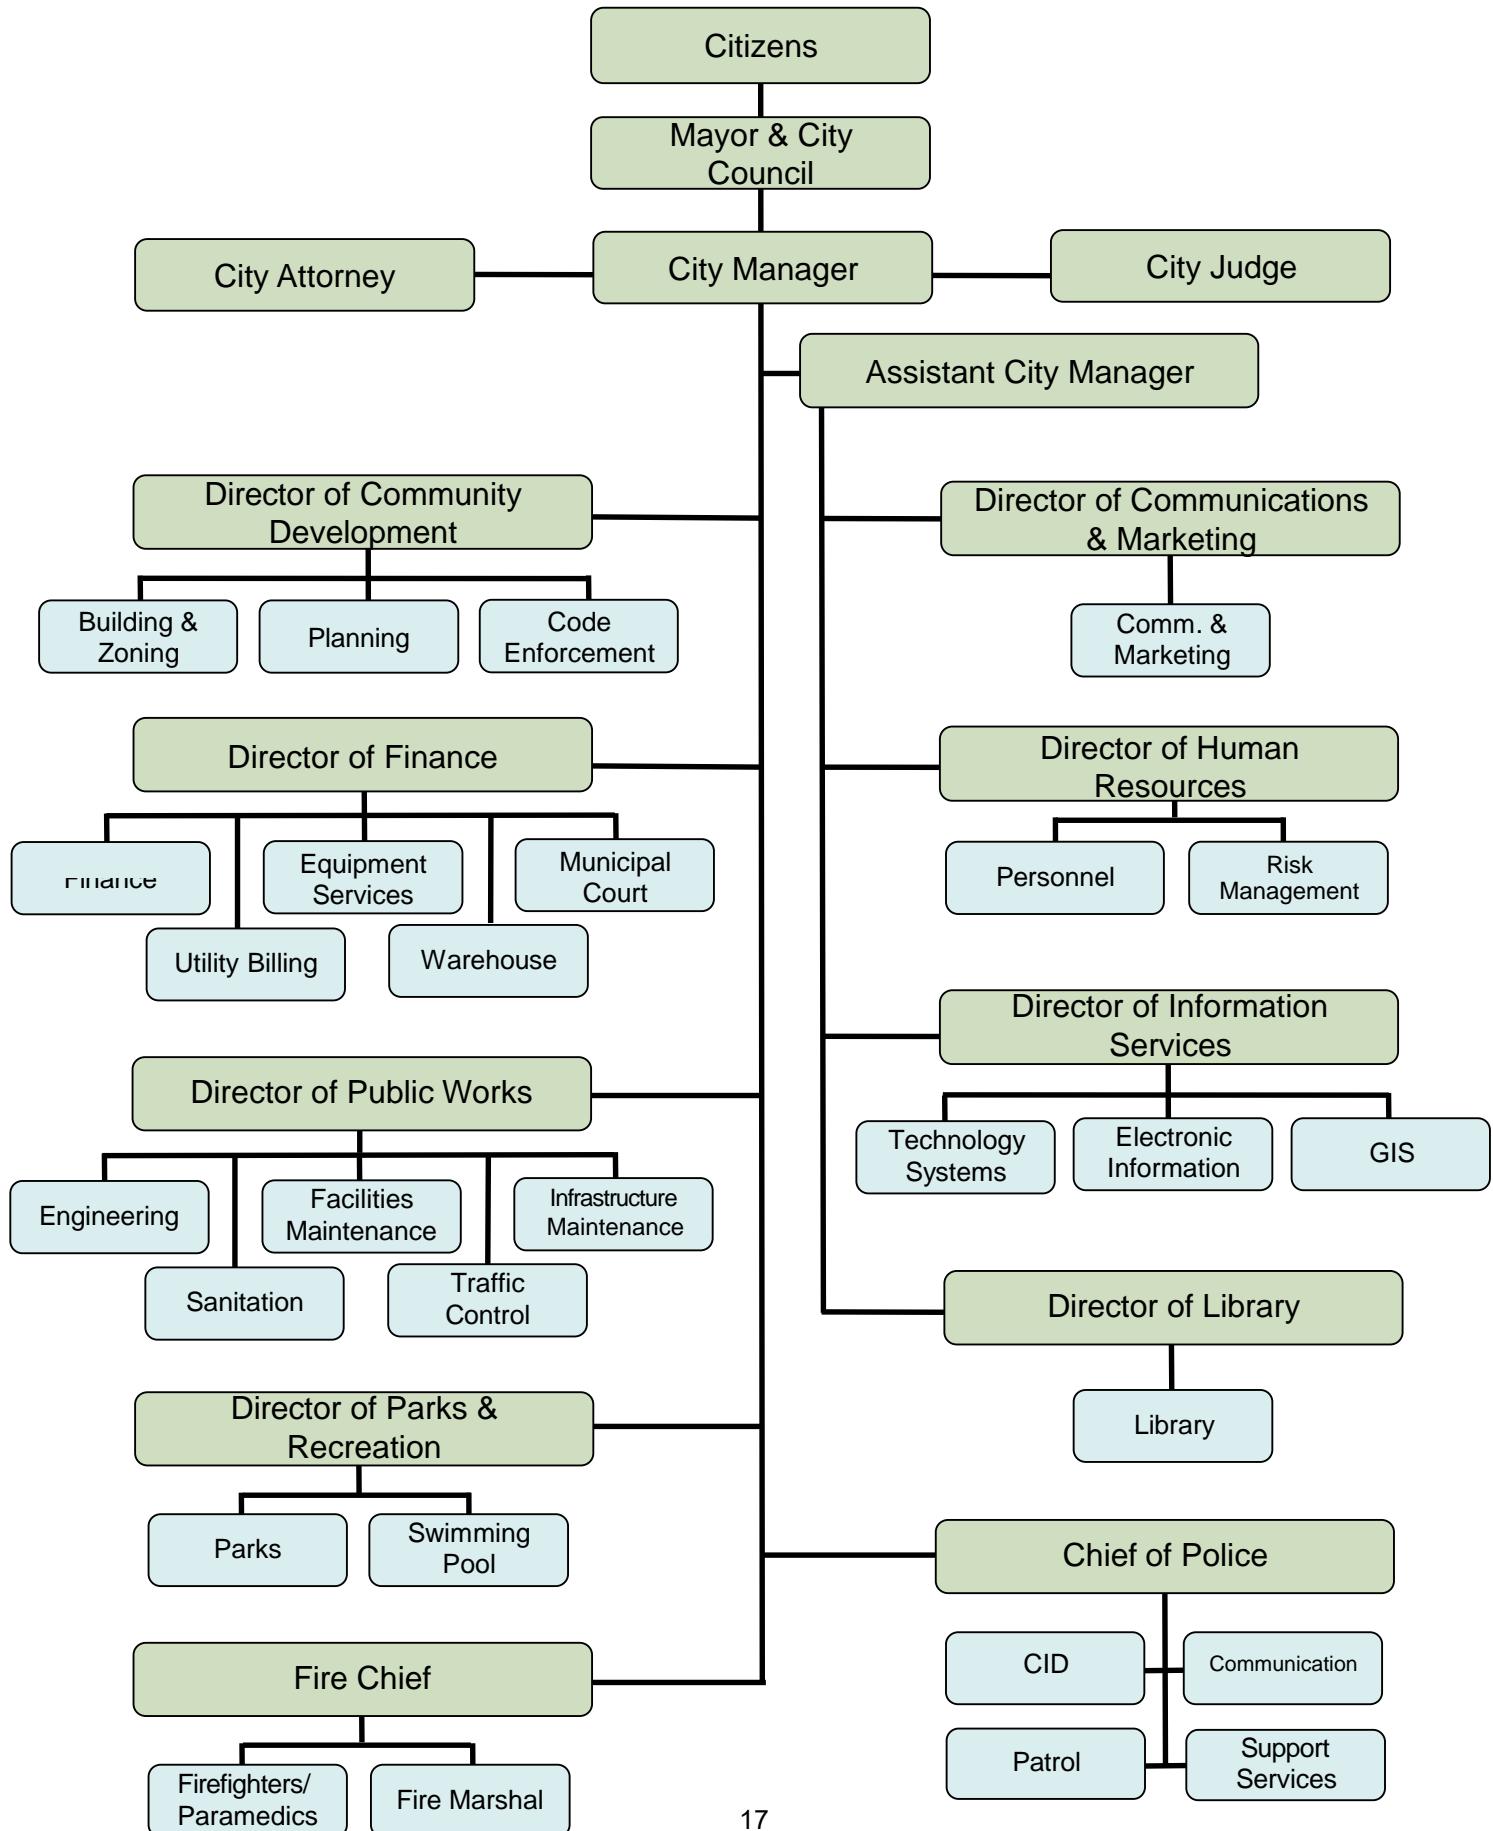 Citizens
Mayor & City
Council
City Attorney
City Manager
City Judge
Assistant City Manager
Director of Community
Development
Building &
Zoning
Planning
Code
Enforcement
Director of Communications
& Marketing
Comm. &
Marketing
Director of Finance
Finance
Equipment
Services
Municipal
Court
Utility Billing
Warehouse
Director of Human
Resources
Personnel
Risk
Management
Director of Information
Services
Technology
Systems
Electronic
Information
GIS
Director of Public Works
Engineering
Facilities
Maintenance
Infrastructure
Maintenance
Sanitation
Traffic
Control
Director of Library
Library
Director of Parks &
Recreation
Parks
Swimming
Pool
Chief of Police
CID
Communication
Patrol
Support
Services
Fire Chief
Firefighters/
Paramedics
Fire Marshal
17